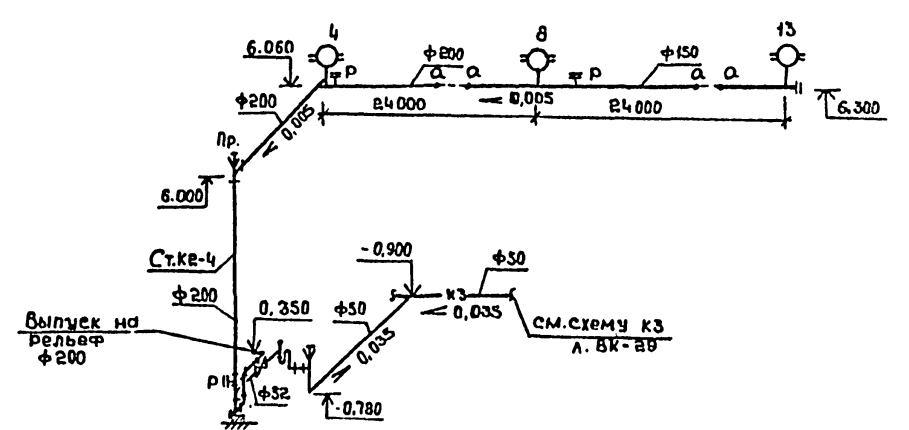 4
8
13
6.060
Р
ф200
а
а
Р
ф150
а
а
24000
0,005
24000
6.300
ф200
0,005
Пр.
6.000
Ст.К2-4
ф200
-0,900
ф50
К3
0,035
ф50
0,035
0,350
Выпуск на
рельеф
ф200
см.схему К3
л. ВК-29
Р
ф32
-0.780